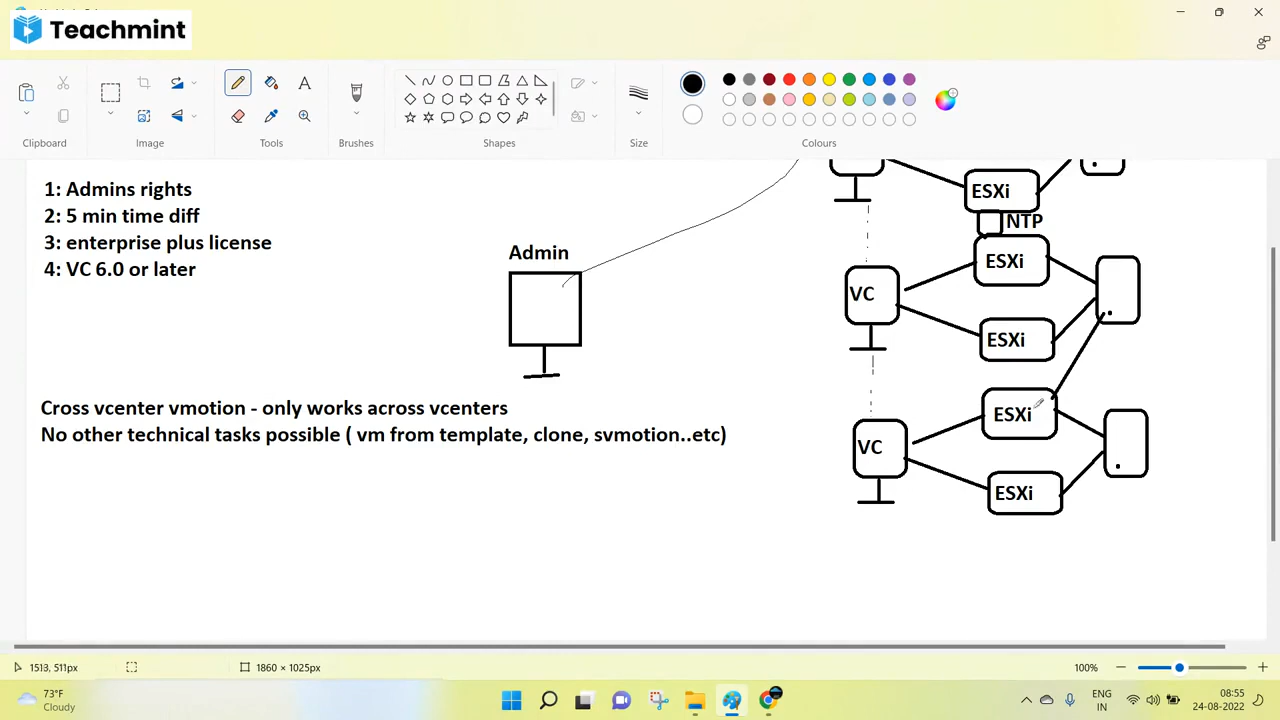 Teachmint
Clipboard
Image
Tools
Brushes
Shapes
Size
Colours
1: Admins rights
2: 5 min time diff
3: enterprise plus license
4: VC 6.0 or later
ESXi
NTP
Admin
ESXi
VC
ESXi
Cross vcenter vmotion - only works across vcenters
No other technical tasks possible ( vm from template, clone, svmotion..etc)
ESXi
VC
ESXi
1513, 511px
1860 × 1025px
100%
73°F
Cloudy
ENG
IN
08:55
24-08-2022